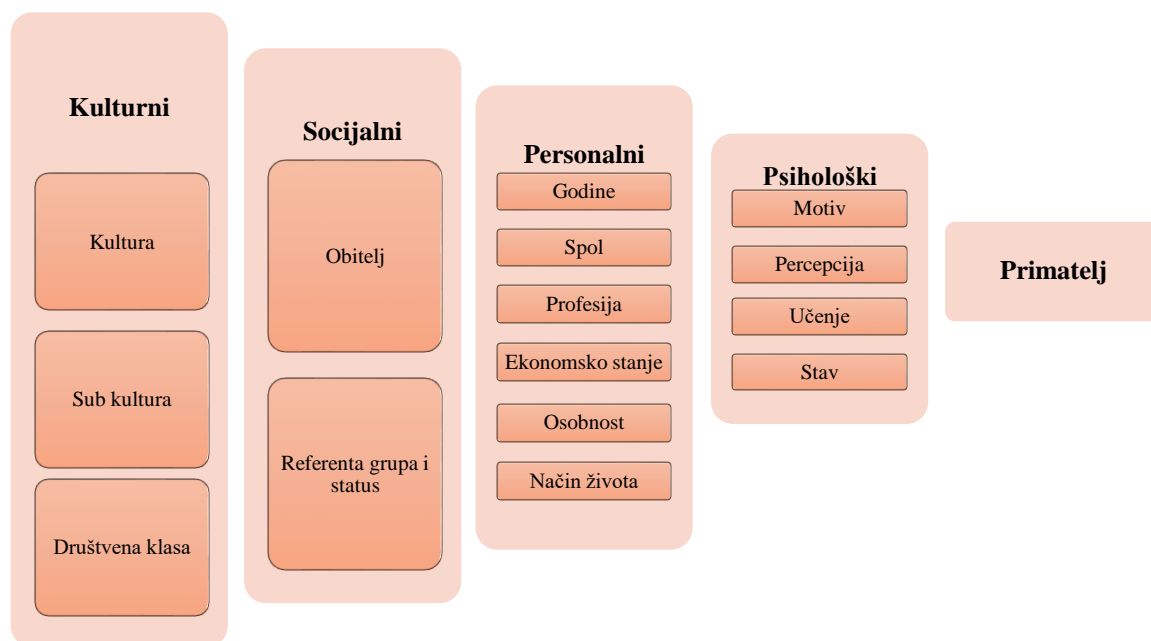 Kulturni
Kultura
Sub kultura
Društvena klasa
Socijalni
Obitelj
Referenta grupa i
status
Personalni
Godine
Spol
Profesija
Ekonomsko stanje
Osobnost
Način života
Psihološki
Motiv
Percepcija
Učenje
Stav
Primatelj